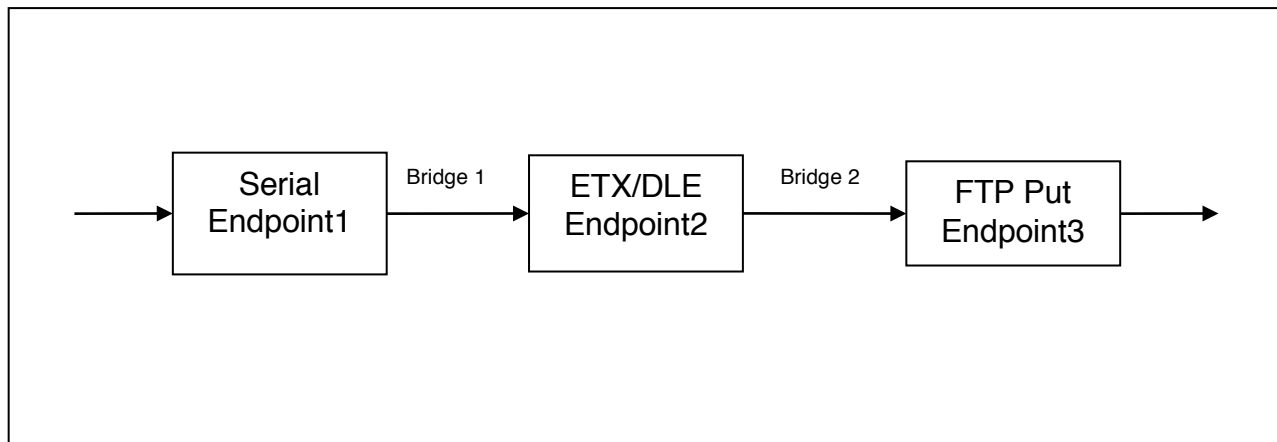 Serial
Endpoint1
Bridge 1
ETX/DLE
Endpoint2
Bridge 2
FTP Put
Endpoint3